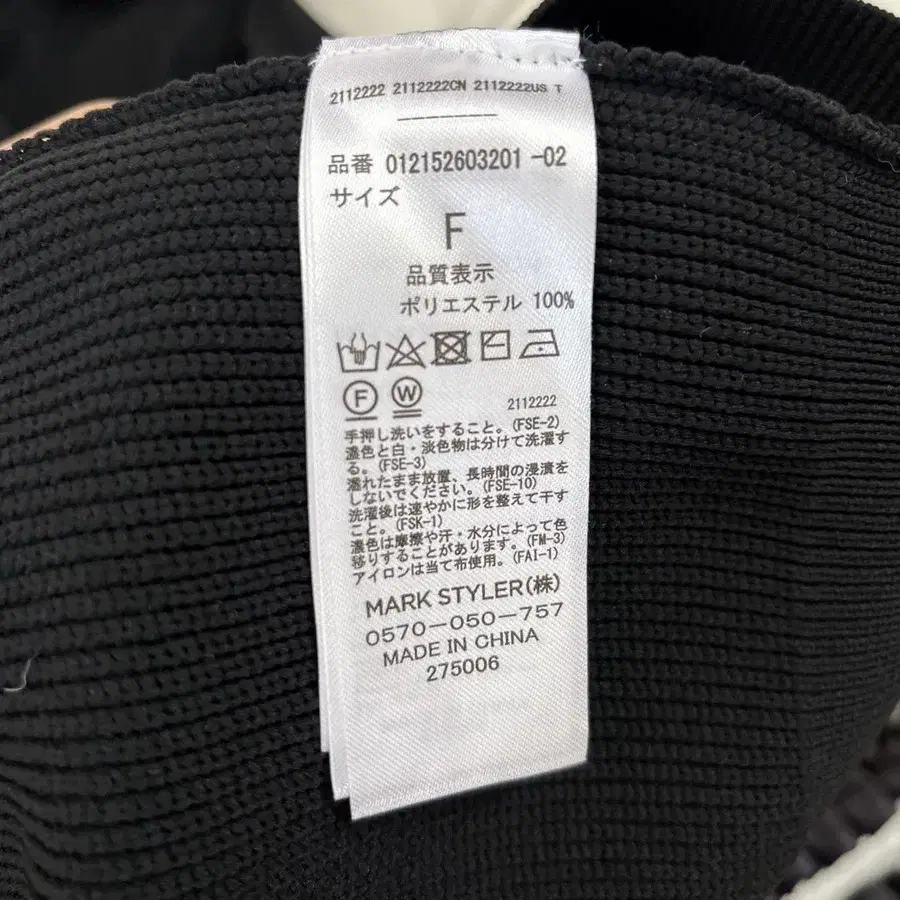 2112222 2112222CN 2112222US T
品番 012152603201 -02
サイズ
F
品質表示
ポリエステル 100%
F W
2112222
手押し洗いをすること。(FSE-2)
濃色と白・淡色物は分けて洗濯す
る。(FSE-3)
濡れたまま放置、長時間の浸漬を
しないでください。(FSE-10)
洗濯後は速やかに形を整えて干す
こと。(FSK-1)
濃色は摩擦や汗・水分によって色
移りすることがあります。(FM-3)
アイロンは当て布使用。(FAI-1)
MARK STYLER(株)
0570-050-757
MADE IN CHINA
275006